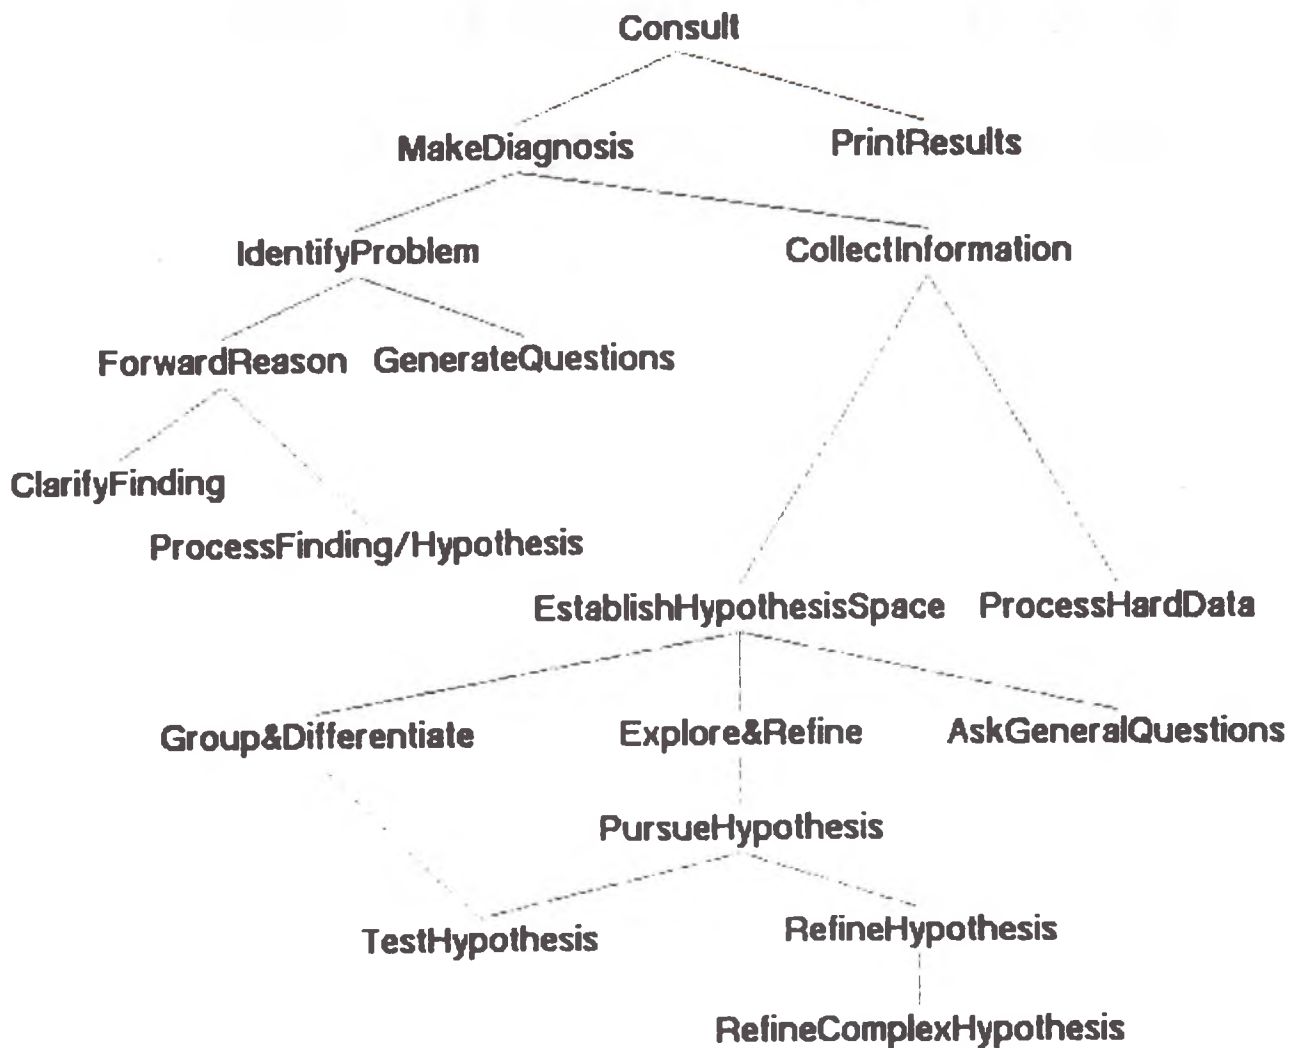 Consult
MakeDiagnosis
PrintResults
IdentifyProblem
CollectInformation
ForwardReason
GenerateQuestions
ClarifyFinding
ProcessFinding/Hypothesis
EstablishHypothesisSpace
ProcessHardData
Group&Differentiate
Explore&Refine
AskGeneralQuestions
PursueHypothesis
TestHypothesis
RefineHypothesis
RefineComplexHypothesis